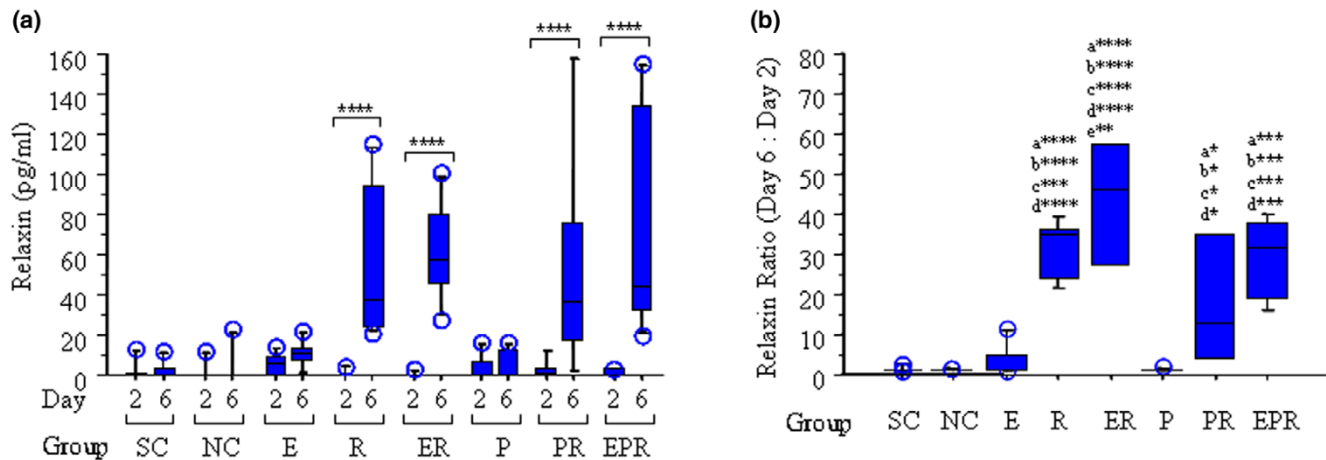 (a)
**** **** **** ****
Relaxin (pg/ml)
160
140
120
100
80
60
40
20
0
Day 2 6 2 6 2 6 2 6 2 6 2 6 2 6 2 6
Group SC NC E R ER P PR EPR
(b)
Relaxin Ratio (Day 6 : Day 2)
80
70
60
50
40
30
20
10
0
a****
b****
c***
d****
a****
b****
c****
d****
e**
a*
b*
c*
d*
a***
b***
c***
d***
Group SC NC E R ER P PR EPR